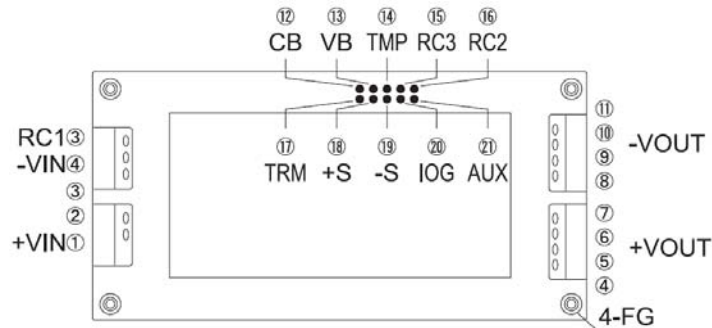 ⑫ ⑬ ⑭ ⑮ ⑯
CB VB TMP RC3 RC2
⑪
RC1③ ⑩ -VOUT
-VIN④ ⑨
③ ⑰ ⑱ ⑲ ⑳ ㉑ ⑧
TRM +S -S IOG AUX
② ⑦
+VIN① ⑥ +VOUT
⑤
④
4-FG